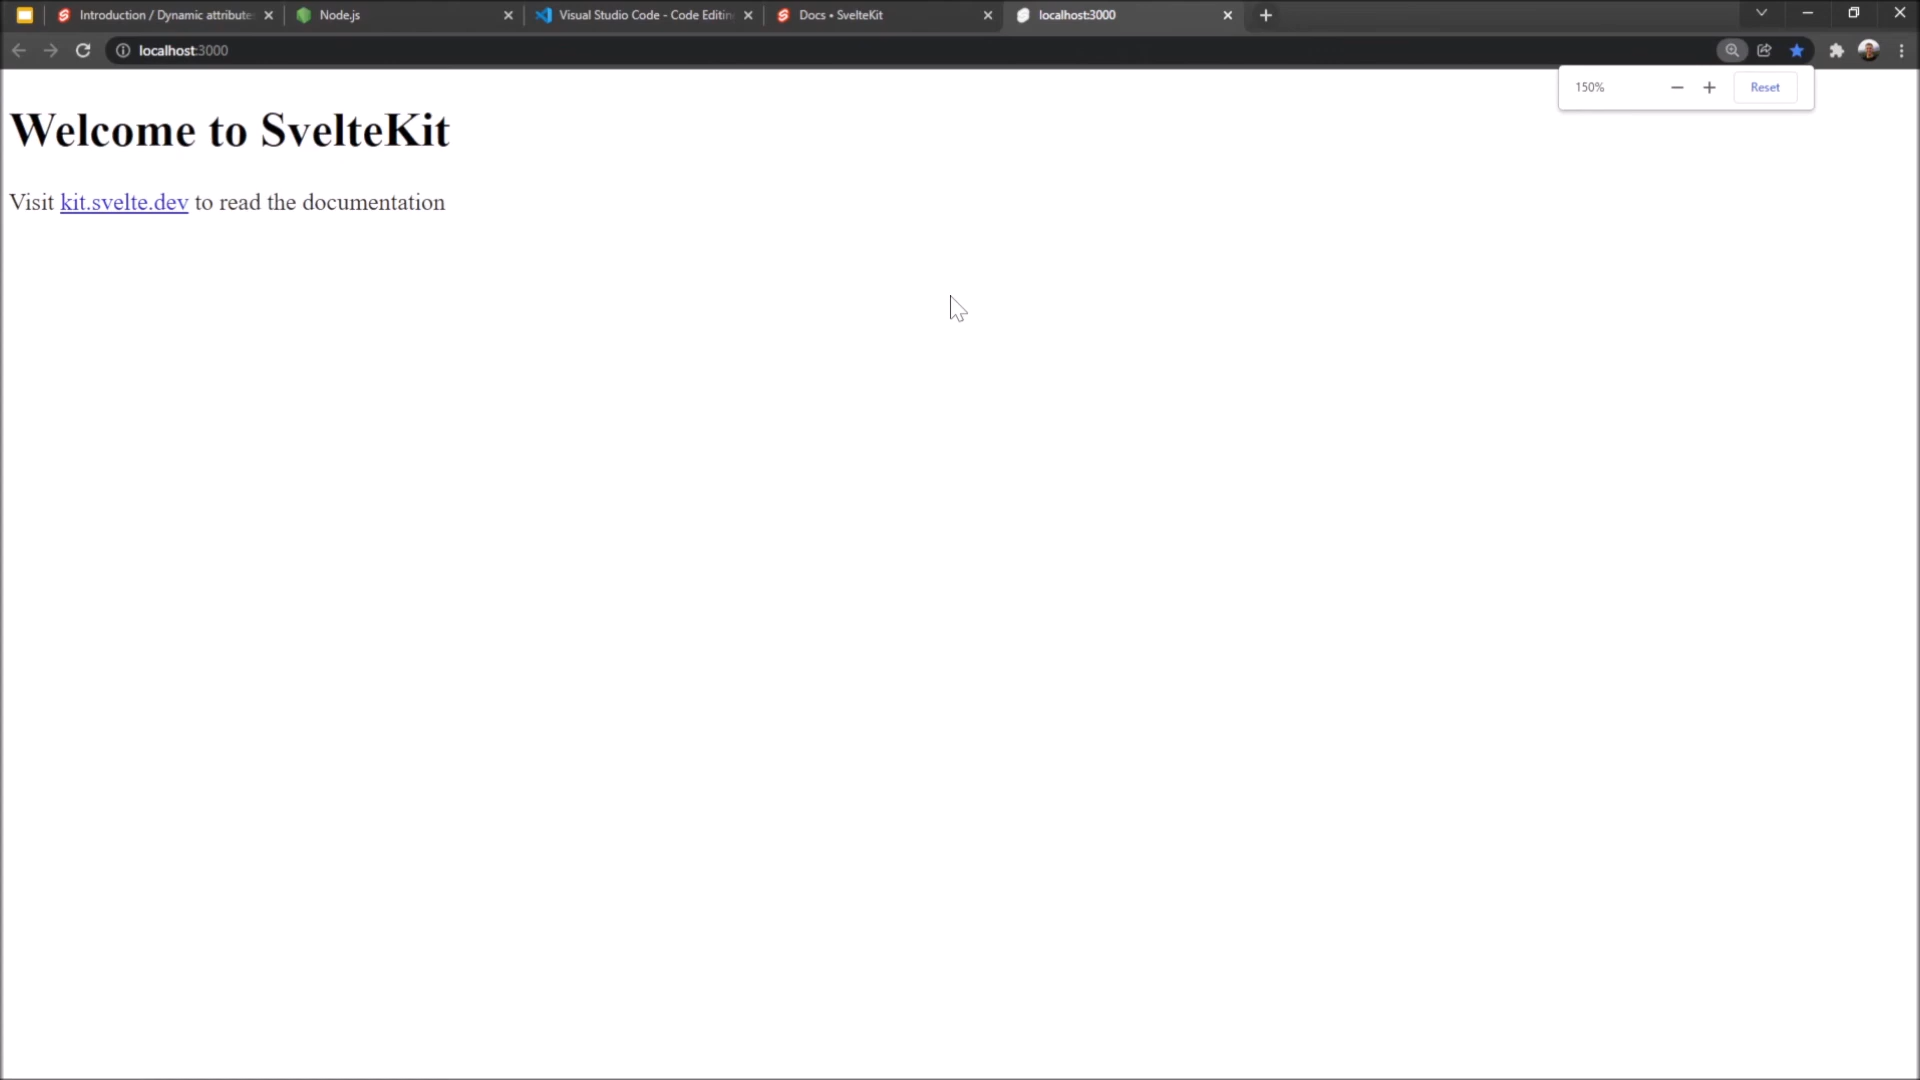 Introduction / Dynamic attribute
Node.js
Visual Studio Code - Code Editin
Docs • SvelteKit
localhost:3000
localhost:3000
150%
Reset
Welcome to SvelteKit
Visit kit.svelte.dev to read the documentation